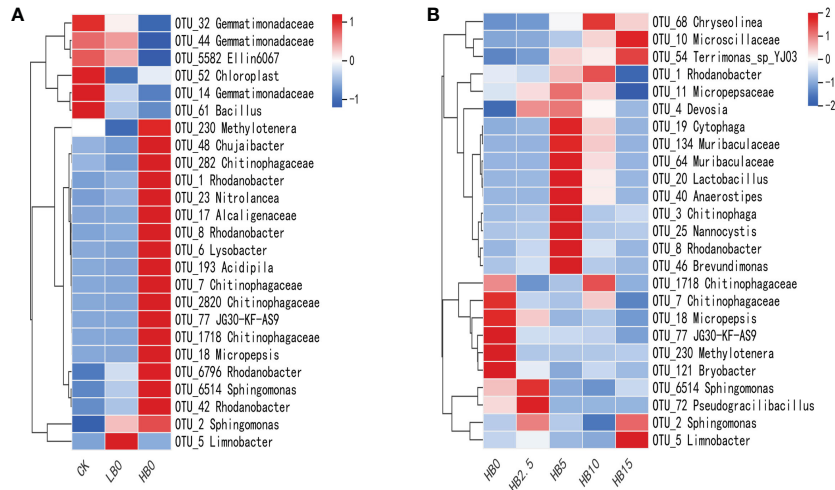 A
OTU_32 Gemmatimonadaceae
OTU_44 Gemmatimonadaceae
OTU_5582 Ellin6067
OTU_52 Chloroplast
OTU_14 Gemmatimonadaceae
OTU_61 Bacillus
OTU_230 Methylotenera
OTU_48 Chujaibacter
OTU_282 Chitinophagaceae
OTU_1 Rhodanobacter
OTU_23 Nitrolancea
OTU_17 Alcaligenaceae
OTU_8 Rhodanobacter
OTU_6 Lysobacter
OTU_193 Acidipila
OTU_7 Chitinophagaceae
OTU_2820 Chitinophagaceae
OTU_77 JG30-KF-AS9
OTU_1718 Chitinophagaceae
OTU_18 Micropepsis
OTU_6796 Rhodanobacter
OTU_6514 Sphingomonas
OTU_42 Rhodanobacter
OTU_2 Sphingomonas
OTU_5 Limnobacter
CK LB0 HB0
1
0
-1
B
OTU_68 Chryseolinea
OTU_10 Microscillaceae
OTU_54 Terrimonas_sp_YJ03
OTU_1 Rhodanobacter
OTU_11 Micropepsaceae
OTU_4 Devosia
OTU_19 Cytophaga
OTU_134 Muribaculaceae
OTU_64 Muribaculaceae
OTU_20 Lactobacillus
OTU_40 Anaerostipes
OTU_3 Chitinophaga
OTU_25 Nannocystis
OTU_8 Rhodanobacter
OTU_46 Brevundimonas
OTU_1718 Chitinophagaceae
OTU_7 Chitinophagaceae
OTU_18 Micropepsis
OTU_77 JG30-KF-AS9
OTU_230 Methylotenera
OTU_121 Bryobacter
OTU_6514 Sphingomonas
OTU_72 Pseudogracilibacillus
OTU_2 Sphingomonas
OTU_5 Limnobacter
HB0 HB2.5 HB5 HB10 HB15
2
1
0
-1
-2